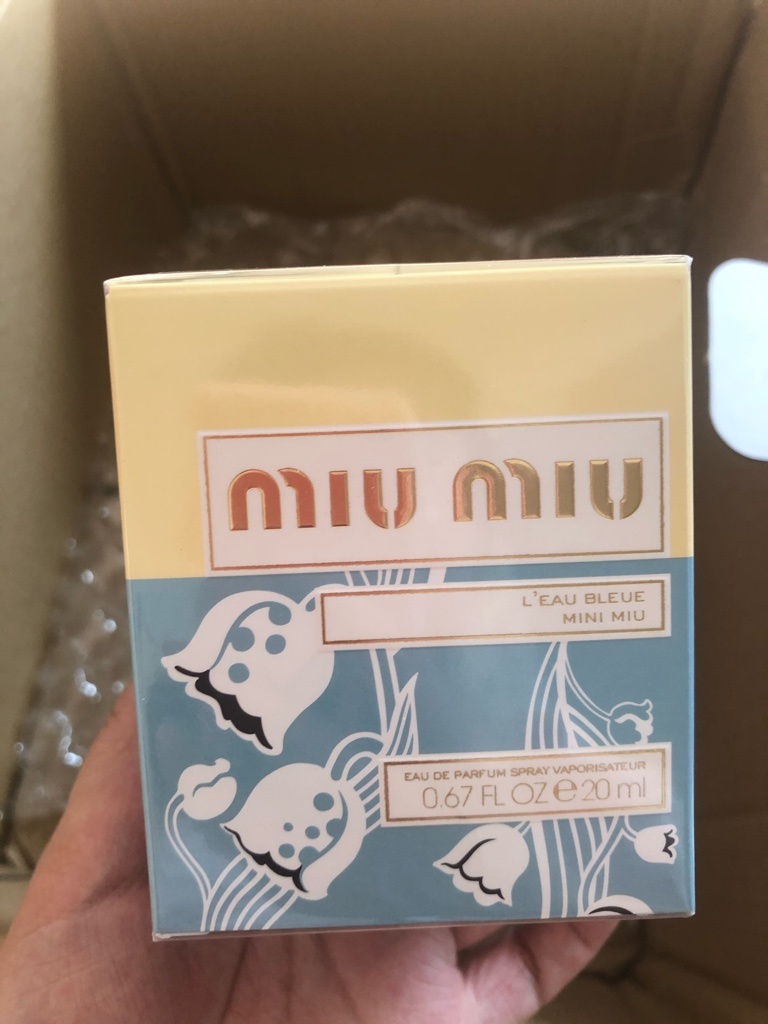 miu miu
L'EAU BLEUE
MINI MIU
EAU DE PARFUM SPRAY VAPORISATEUR
0.67 FL OZ ℮ 20 ml